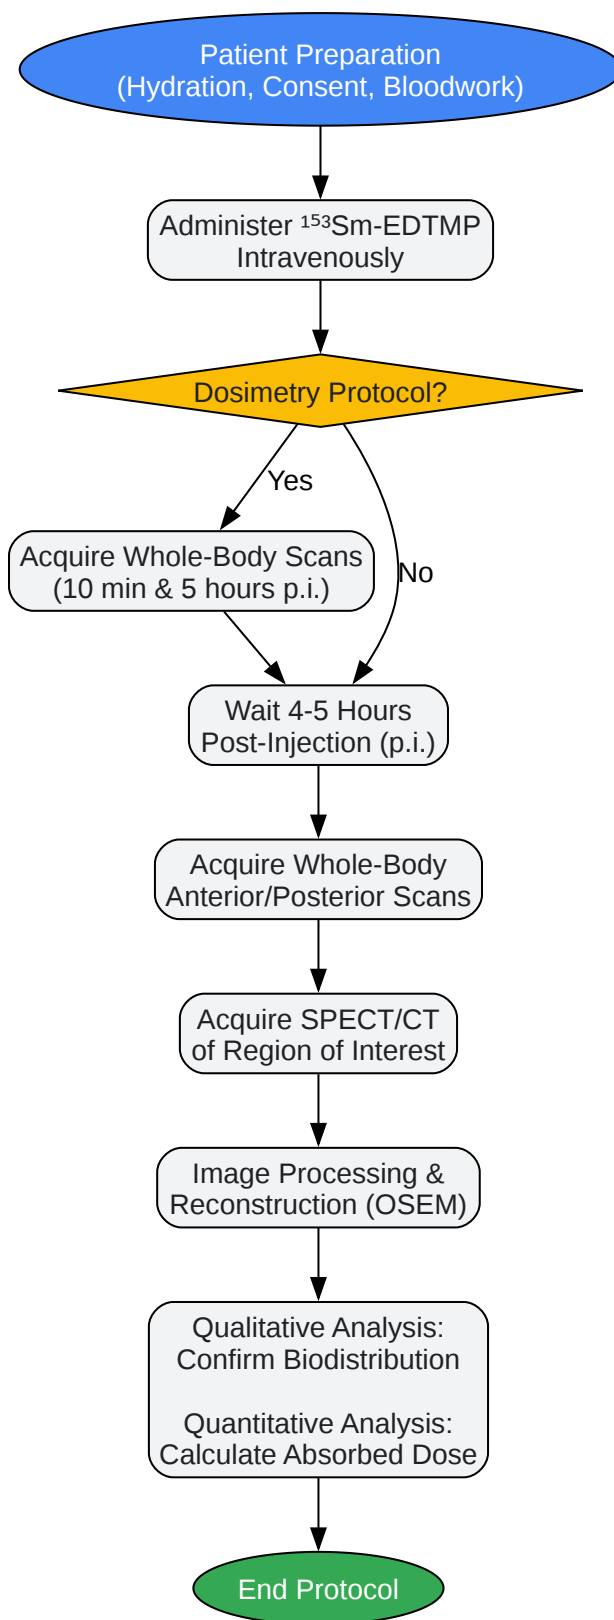 Patient Preparation
(Hydration, Consent, Bloodwork)
Administer ¹⁵³Sm-EDTMP
Intravenously
Dosimetry Protocol?
Yes
Acquire Whole-Body Scans
(10 min & 5 hours p.i.)
No
Wait 4-5 Hours
Post-Injection (p.i.)
Acquire Whole-Body
Anterior/Posterior Scans
Acquire SPECT/CT
of Region of Interest
Image Processing &
Reconstruction (OSEM)
Qualitative Analysis:
Confirm Biodistribution
Quantitative Analysis:
Calculate Absorbed Dose
End Protocol